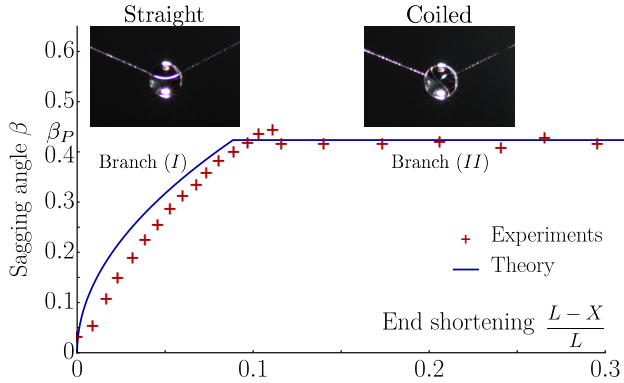 Straight
Coiled
0.6
0.5
β_P
0.4
0.3
0.2
0.1
0
Sagging angle β
Branch (I)
Branch (II)
Experiments
Theory
End shortening (L − X)/L
0
0.1
0.2
0.3